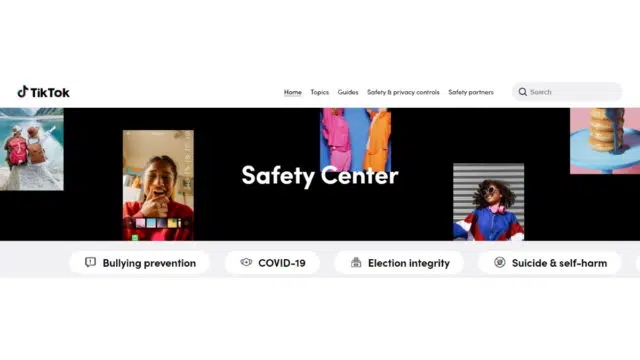 TikTok
Home Topics Guides Safety & privacy controls Safety partners Search
Safety Center
Bullying prevention COVID-19 Election integrity Suicide & self-harm